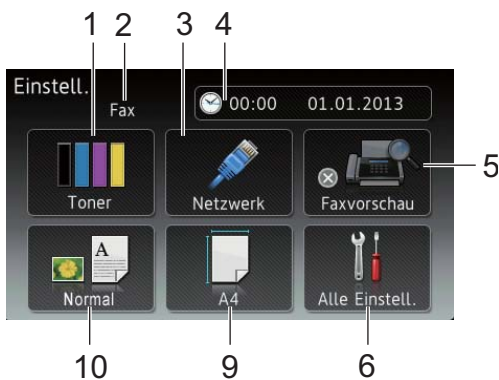 1 2 3 4
Einstell.
Fax
00:00 01.01.2013
5
Toner Netzwerk Faxvorschau
A
Normal A4 Alle Einstell.
10 9 6